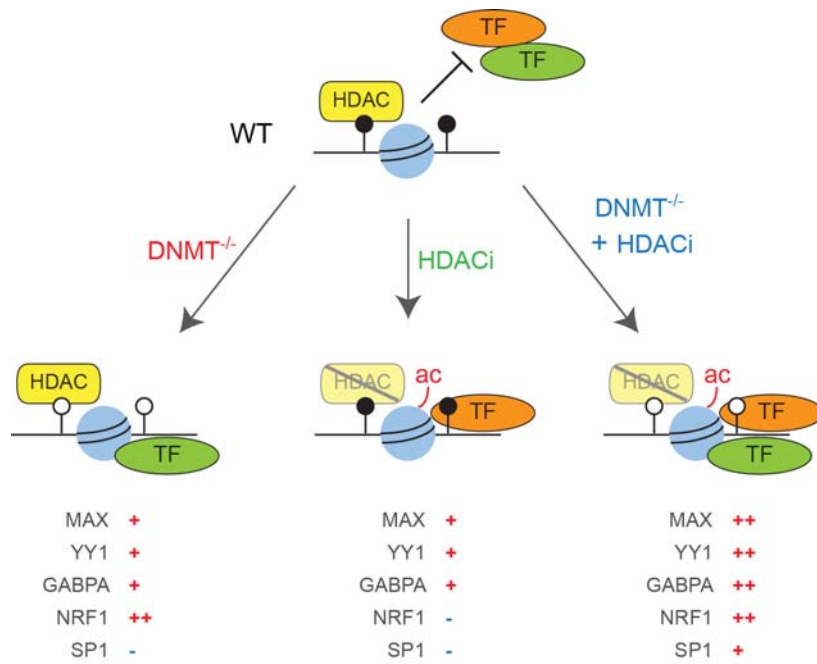 TF
TF
HDAC
WT
DNMT-/-
HDACi
DNMT-/-
+ HDACi
HDAC
TF
HDAC
ac
TF
HDAC
ac
TF
TF
MAX +
YY1 +
GABPA +
NRF1 ++
SP1 -
MAX +
YY1 +
GABPA +
NRF1 -
SP1 -
MAX ++
YY1 ++
GABPA ++
NRF1 ++
SP1 +